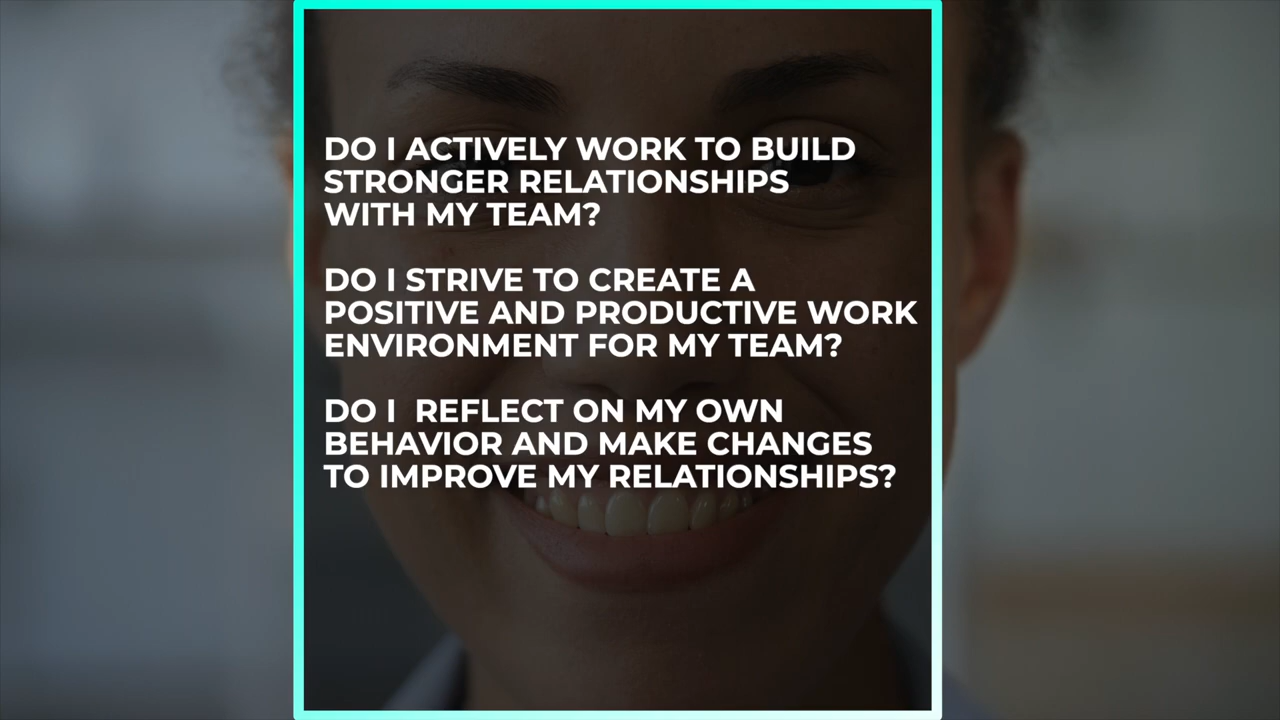 DO I ACTIVELY WORK TO BUILD
STRONGER RELATIONSHIPS
WITH MY TEAM?
DO I STRIVE TO CREATE A
POSITIVE AND PRODUCTIVE WORK
ENVIRONMENT FOR MY TEAM?
DO I  REFLECT ON MY OWN
BEHAVIOR AND MAKE CHANGES
TO IMPROVE MY RELATIONSHIPS?